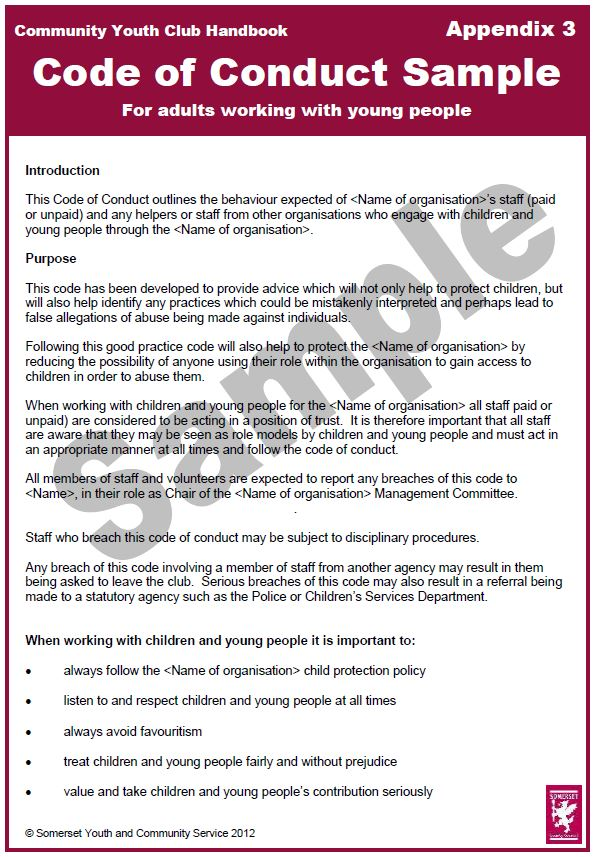 Community Youth Club Handbook
Appendix 3
Code of Conduct Sample
For adults working with young people
Introduction
This Code of Conduct outlines the behaviour expected of <Name of organisation>'s staff (paid
or unpaid) and any helpers or staff from other organisations who engage with children and
young people through the <Name of organisation>.
Purpose
This code has been developed to provide advice which will not only help to protect children, but
will also help identify any practices which could be mistakenly interpreted and perhaps lead to
false allegations of abuse being made against individuals.
Following this good practice code will also help to protect the <Name of organisation> by
reducing the possibility of anyone using their role within the organisation to gain access to
children in order to abuse them.
When working with children and young people for the <Name of organisation> all staff paid or
unpaid) are considered to be acting in a position of trust.  It is therefore important that all staff
are aware that they may be seen as role models by children and young people and must act in
an appropriate manner at all times and follow the code of conduct.
All members of staff and volunteers are expected to report any breaches of this code to
<Name>, in their role as Chair of the <Name of organisation> Management Committee.
.
Staff who breach this code of conduct may be subject to disciplinary procedures.
Any breach of this code involving a member of staff from another agency may result in them
being asked to leave the club.  Serious breaches of this code may also result in a referral being
made to a statutory agency such as the Police or Children's Services Department.
When working with children and young people it is important to:
• always follow the <Name of organisation> child protection policy
• listen to and respect children and young people at all times
• always avoid favouritism
• treat children and young people fairly and without prejudice
• value and take children and young people's contribution seriously
© Somerset Youth and Community Service 2012
SOMERSET
County Council
Sample